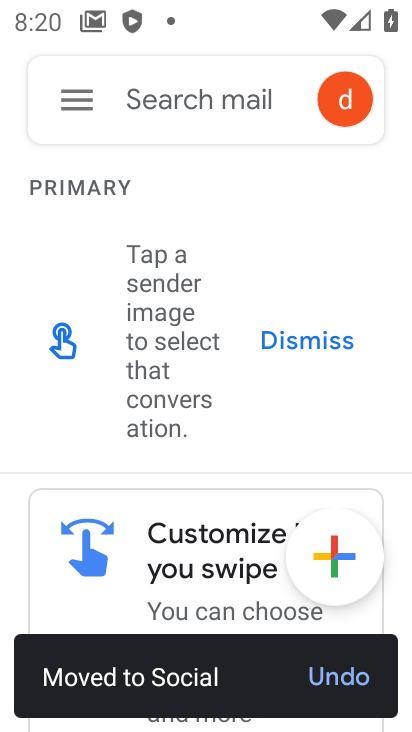 8:20
Search mail
d
PRIMARY
Tap a
sender
image
to select
that
convers
ation.
Dismiss
Customize
you swipe
You can choose
Moved to Social
Undo
and more